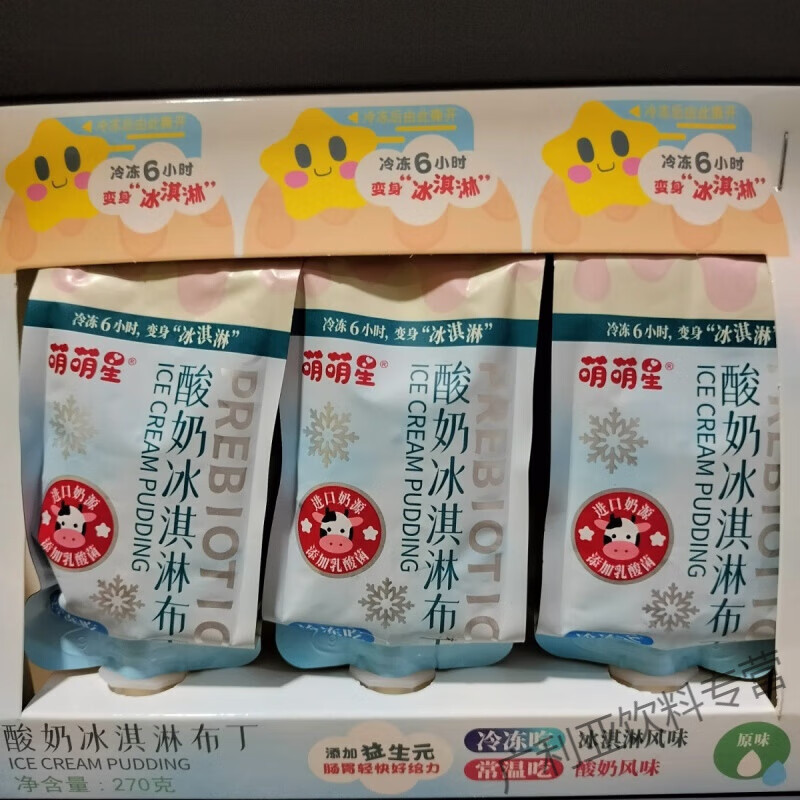 冷冻后由此撕开
冷冻6小时
变身“冰淇淋”
冷冻后由此撕开
冷冻6小时
变身“冰淇淋”
冷冻后由此撕开
冷冻6小时
变身“冰淇淋”
冷冻6小时,变身“冰淇淋”
萌萌星®
酸奶冰淇淋布
ICE CREAM PUDDING
PREBIOTIC
进口奶源
添加乳酸菌
冷冻吃
冷冻6小时,变身“冰淇淋”
萌萌星®
酸奶冰淇淋布
ICE CREAM PUDDING
PREBIOTIC
进口奶源
添加乳酸菌
冷冻吃
冷冻6小时,变身“冰淇淋”
萌萌星®
酸奶冰淇淋布
ICE CREAM PUDDING
进口奶源
添加乳酸菌
冷冻吃
酸奶冰淇淋布丁
ICE CREAM PUDDING
净含量:270克
添加益生元
肠胃轻快好给力
冷冻吃 冰淇淋风味
常温吃 酸奶风味
原味
广利亚饮料专营